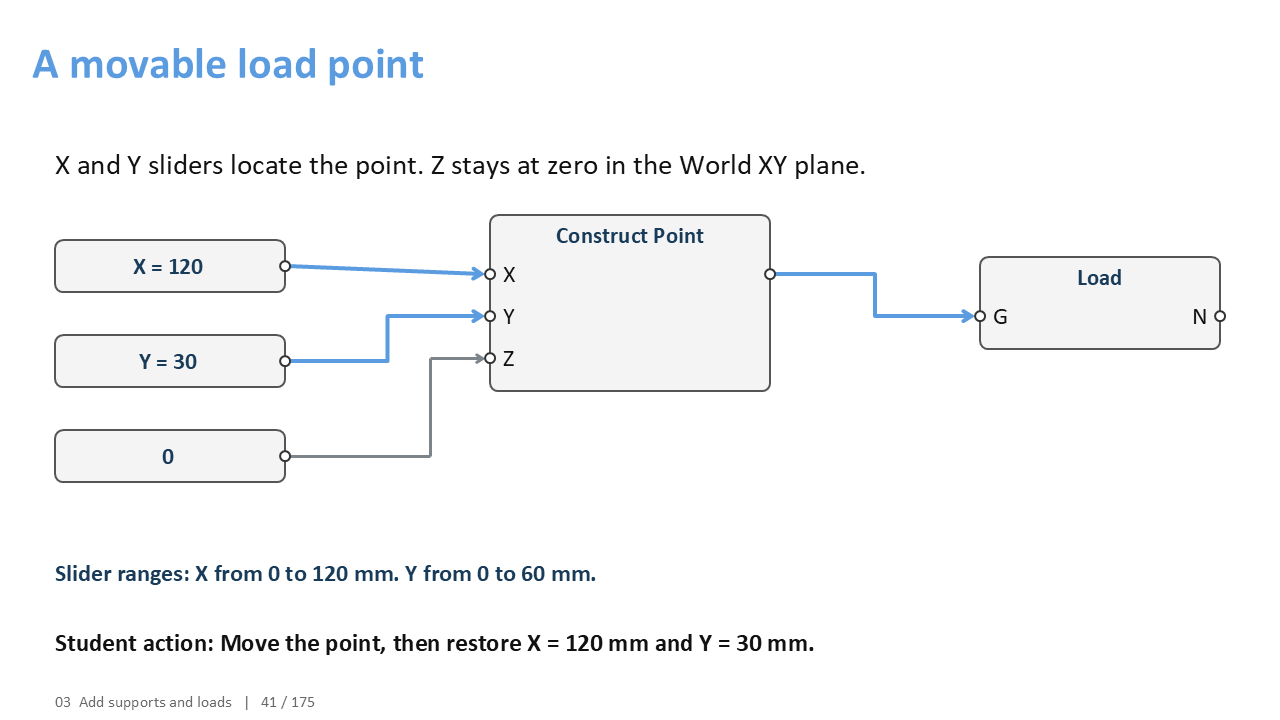 A movable load point
X and Y sliders locate the point. Z stays at zero in the World XY plane.
Construct Point
X = 120
X
Load
Y
G
N
Y = 30
Z
0
Slider ranges: X from 0 to 120 mm. Y from 0 to 60 mm.
Student action: Move the point, then restore X = 120 mm and Y = 30 mm.
03 Add supports and loads | 41 / 175